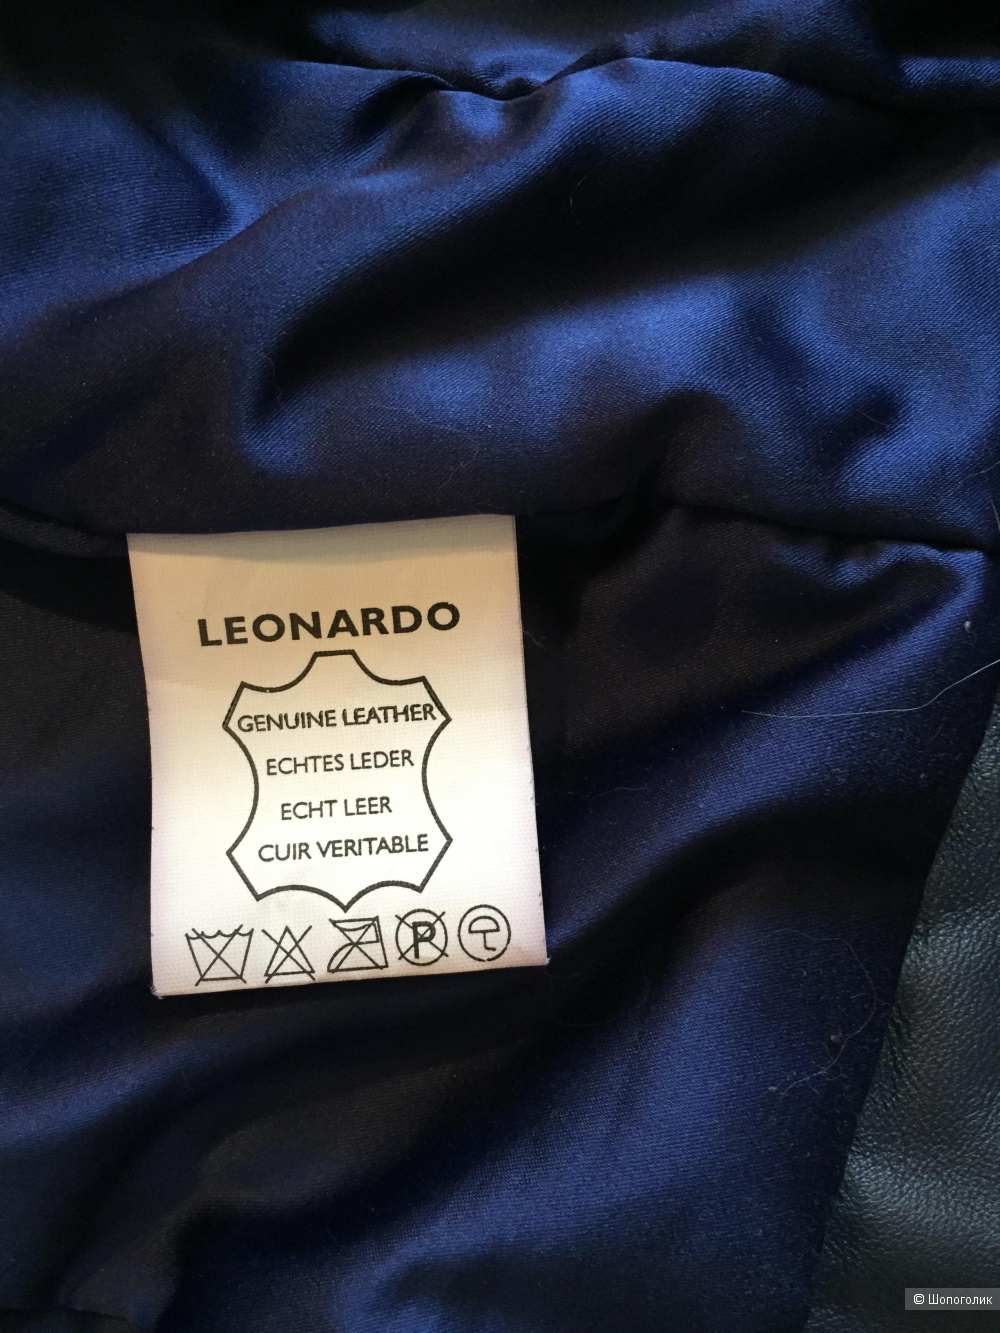 LEONARDO
GENUINE LEATHER
ECHTES LEDER
ECHT LEER
CUIR VERITABLE
P
© Шопоголик